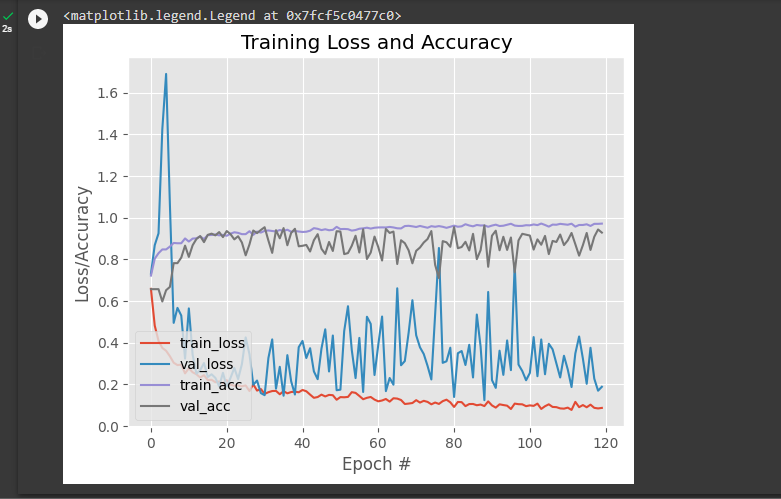 <matplotlib.legend.Legend at 0x7fcf5c0477c0>
2s
Training Loss and Accuracy
1.6
1.4
1.2
1.0
0.8
0.6
0.4
0.2
0.0
Loss/Accuracy
train_loss
val_loss
train_acc
val_acc
0 20 40 60 80 100 120
Epoch #